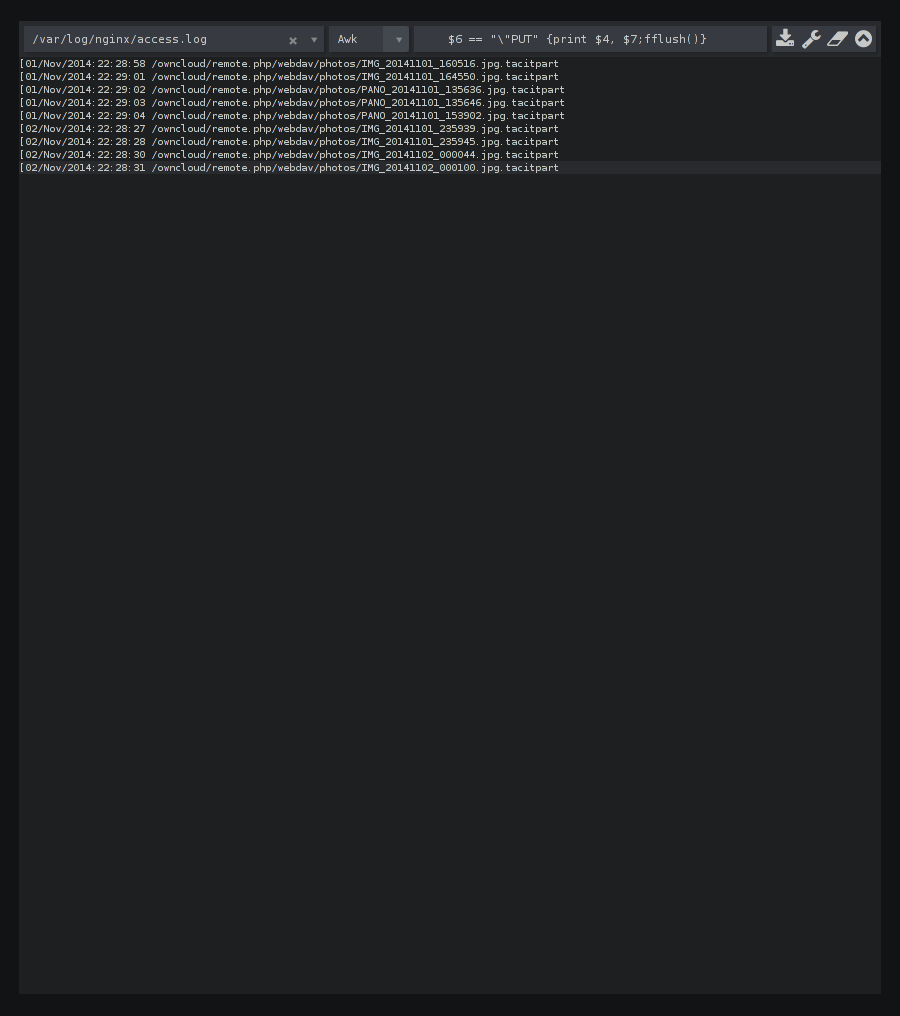 /var/log/nginx/access.log Awk $6 == "\"PUT" {print $4, $7;fflush()}
[01/Nov/2014:22:28:58 /owncloud/remote.php/webdav/photos/IMG_20141101_160516.jpg.tacitpart
[01/Nov/2014:22:29:01 /owncloud/remote.php/webdav/photos/IMG_20141101_164550.jpg.tacitpart
[01/Nov/2014:22:29:02 /owncloud/remote.php/webdav/photos/PANO_20141101_135636.jpg.tacitpart
[01/Nov/2014:22:29:03 /owncloud/remote.php/webdav/photos/PANO_20141101_135646.jpg.tacitpart
[01/Nov/2014:22:29:04 /owncloud/remote.php/webdav/photos/PANO_20141101_153902.jpg.tacitpart
[02/Nov/2014:22:28:27 /owncloud/remote.php/webdav/photos/IMG_20141101_235939.jpg.tacitpart
[02/Nov/2014:22:28:28 /owncloud/remote.php/webdav/photos/IMG_20141101_235945.jpg.tacitpart
[02/Nov/2014:22:28:30 /owncloud/remote.php/webdav/photos/IMG_20141102_000044.jpg.tacitpart
[02/Nov/2014:22:28:31 /owncloud/remote.php/webdav/photos/IMG_20141102_000100.jpg.tacitpart